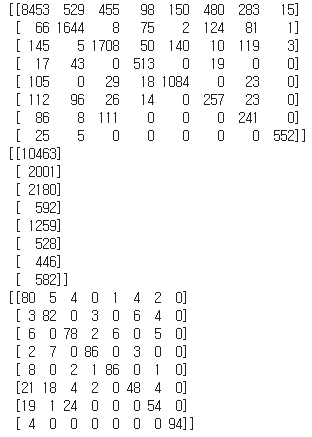 [[8453 529 455 98 150 480 283 15]
[ 66 1644 8 75 2 124 81 1]
[ 145 5 1708 50 140 10 119 3]
[ 17 43 0 513 0 19 0 0]
[ 105 0 29 18 1084 0 23 0]
[ 112 96 26 14 0 257 23 0]
[ 86 8 111 0 0 0 241 0]
[ 25 5 0 0 0 0 0 552]]
[[10463]
[ 2001]
[ 2180]
[ 592]
[ 1259]
[ 528]
[ 446]
[ 582]]
[[80 5 4 0 1 4 2 0]
[ 3 82 0 3 0 6 4 0]
[ 6 0 78 2 6 0 5 0]
[ 2 7 0 86 0 3 0 0]
[ 8 0 2 1 86 0 1 0]
[21 18 4 2 0 48 4 0]
[19 1 24 0 0 0 54 0]
[ 4 0 0 0 0 0 0 94]]